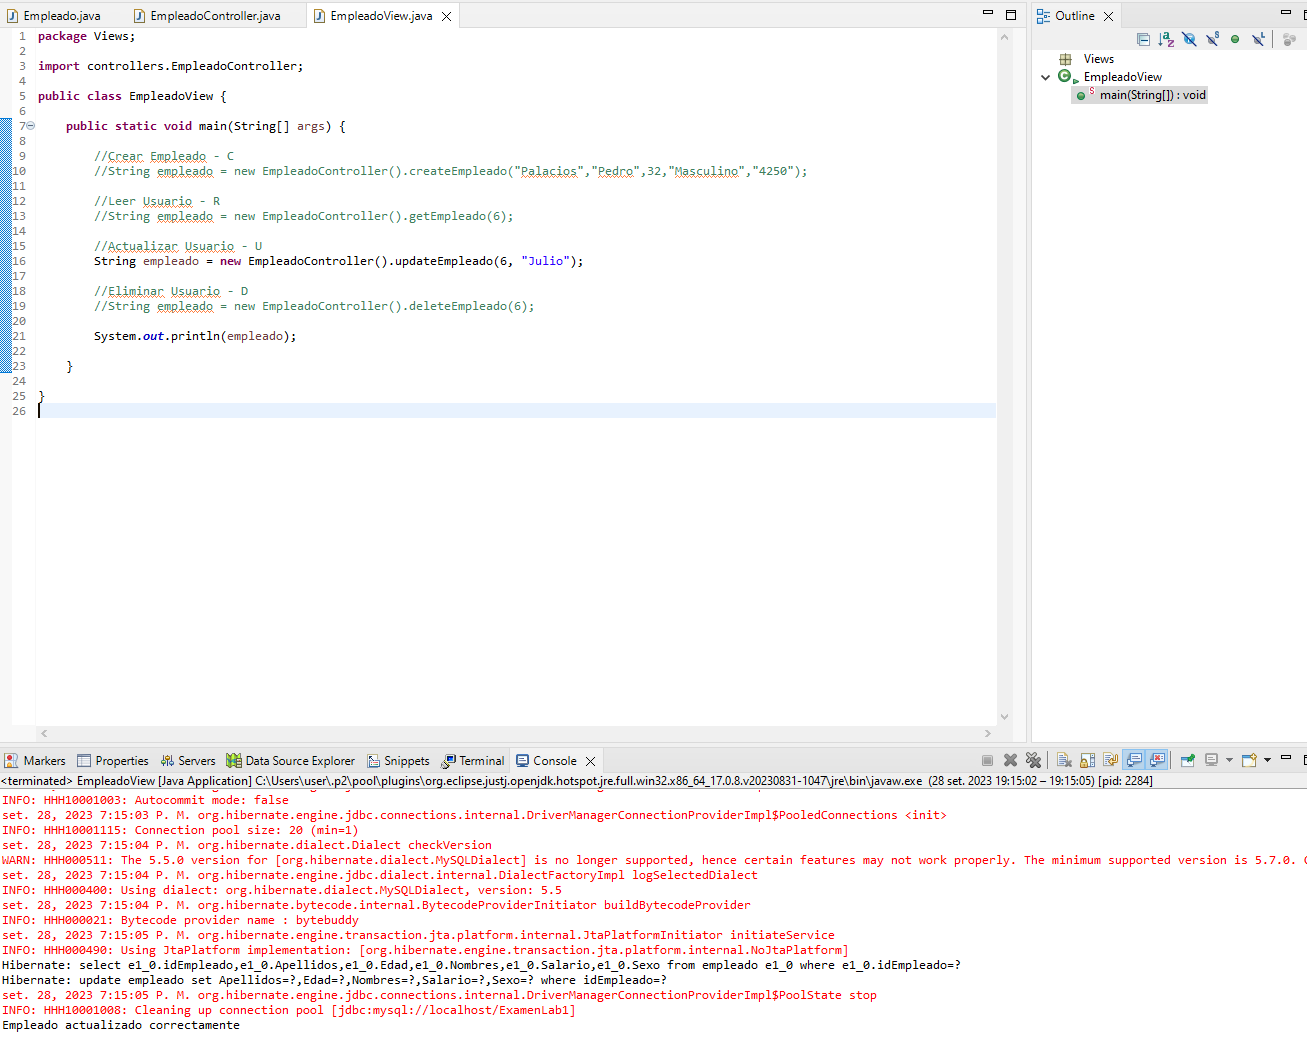 Empleado.java EmpleadoController.java EmpleadoView.java
1 package Views;
2
3 import controllers.EmpleadoController;
4
5 public class EmpleadoView {
6
7 public static void main(String[] args) {
8
9 //Crear Empleado - C
10 //String empleado = new EmpleadoController().createEmpleado("Palacios","Pedro",32,"Masculino","4250");
11
12 //Leer Usuario - R
13 //String empleado = new EmpleadoController().getEmpleado(6);
14
15 //Actualizar Usuario - U
16 String empleado = new EmpleadoController().updateEmpleado(6, "Julio");
17
18 //Eliminar Usuario - D
19 //String empleado = new EmpleadoController().deleteEmpleado(6);
20
21 System.out.println(empleado);
22
23 }
24
25 }
26
Outline
Views
EmpleadoView
main(String[]) : void
Markers Properties Servers Data Source Explorer Snippets Terminal Console
<terminated> EmpleadoView [Java Application] C:\Users\user\.p2\pool\plugins\org.eclipse.justj.openjdk.hotspot.jre.full.win32.x86_64_17.0.8.v20230831-1047\jre\bin\javaw.exe (28 set. 2023 19:15:02 – 19:15:05) [pid: 2284]
INFO: HHH10001003: Autocommit mode: false
set. 28, 2023 7:15:03 P. M. org.hibernate.engine.jdbc.connections.internal.DriverManagerConnectionProviderImpl$PooledConnections <init>
INFO: HHH10001115: Connection pool size: 20 (min=1)
set. 28, 2023 7:15:04 P. M. org.hibernate.dialect.Dialect checkVersion
WARN: HHH000511: The 5.5.0 version for [org.hibernate.dialect.MySQLDialect] is no longer supported, hence certain features may not work properly. The minimum supported version is 5.7.0.
set. 28, 2023 7:15:04 P. M. org.hibernate.engine.jdbc.dialect.internal.DialectFactoryImpl logSelectedDialect
INFO: HHH000400: Using dialect: org.hibernate.dialect.MySQLDialect, version: 5.5
set. 28, 2023 7:15:04 P. M. org.hibernate.bytecode.internal.BytecodeProviderInitiator buildBytecodeProvider
INFO: HHH000021: Bytecode provider name : bytebuddy
set. 28, 2023 7:15:05 P. M. org.hibernate.engine.transaction.jta.platform.internal.JtaPlatformInitiator initiateService
INFO: HHH000490: Using JtaPlatform implementation: [org.hibernate.engine.transaction.jta.platform.internal.NoJtaPlatform]
Hibernate: select e1_0.idEmpleado,e1_0.Apellidos,e1_0.Edad,e1_0.Nombres,e1_0.Salario,e1_0.Sexo from empleado e1_0 where e1_0.idEmpleado=?
Hibernate: update empleado set Apellidos=?,Edad=?,Nombres=?,Salario=?,Sexo=? where idEmpleado=?
set. 28, 2023 7:15:05 P. M. org.hibernate.engine.jdbc.connections.internal.DriverManagerConnectionProviderImpl$PoolState stop
INFO: HHH10001008: Cleaning up connection pool [jdbc:mysql://localhost/ExamenLab1]
Empleado actualizado correctamente